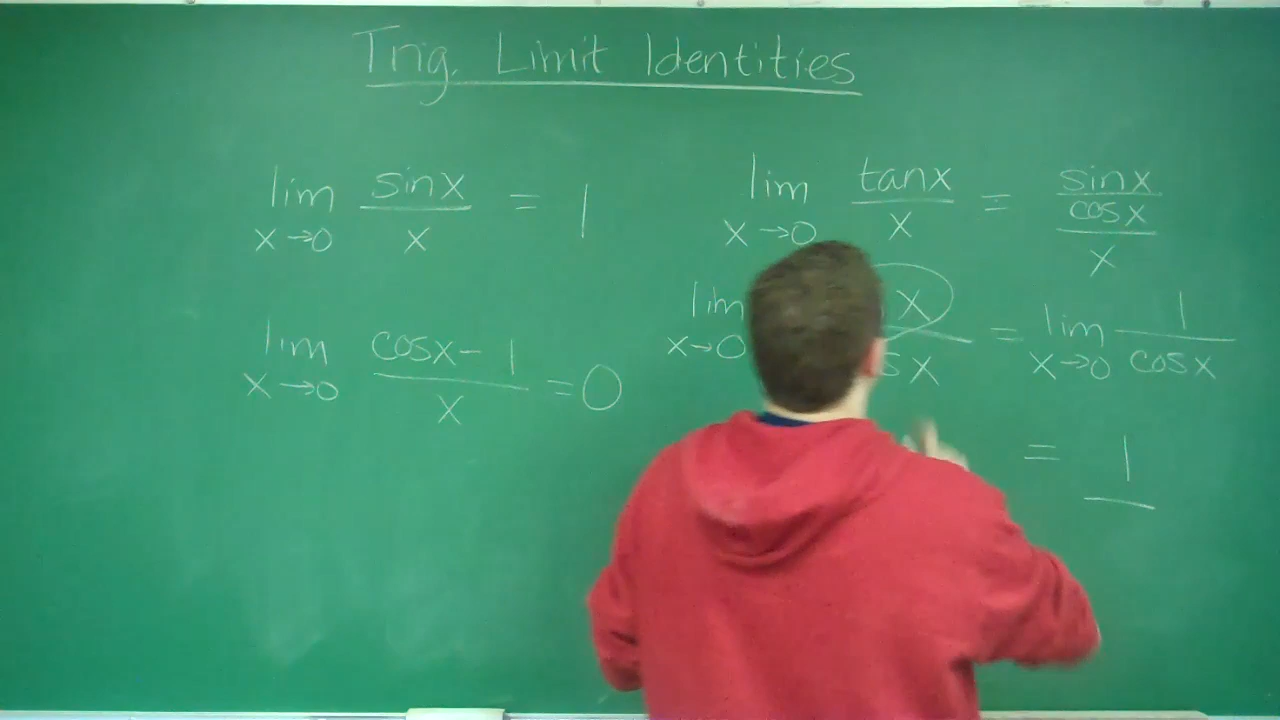 Trig. Limit Identities
lim x→0 sinx / x = 1
lim x→0 cosx - 1 / x = 0
lim x→0 tanx / x = sinx / cosx / x
lim x→0 x / sx = lim x→0 1 / cosx
= 1